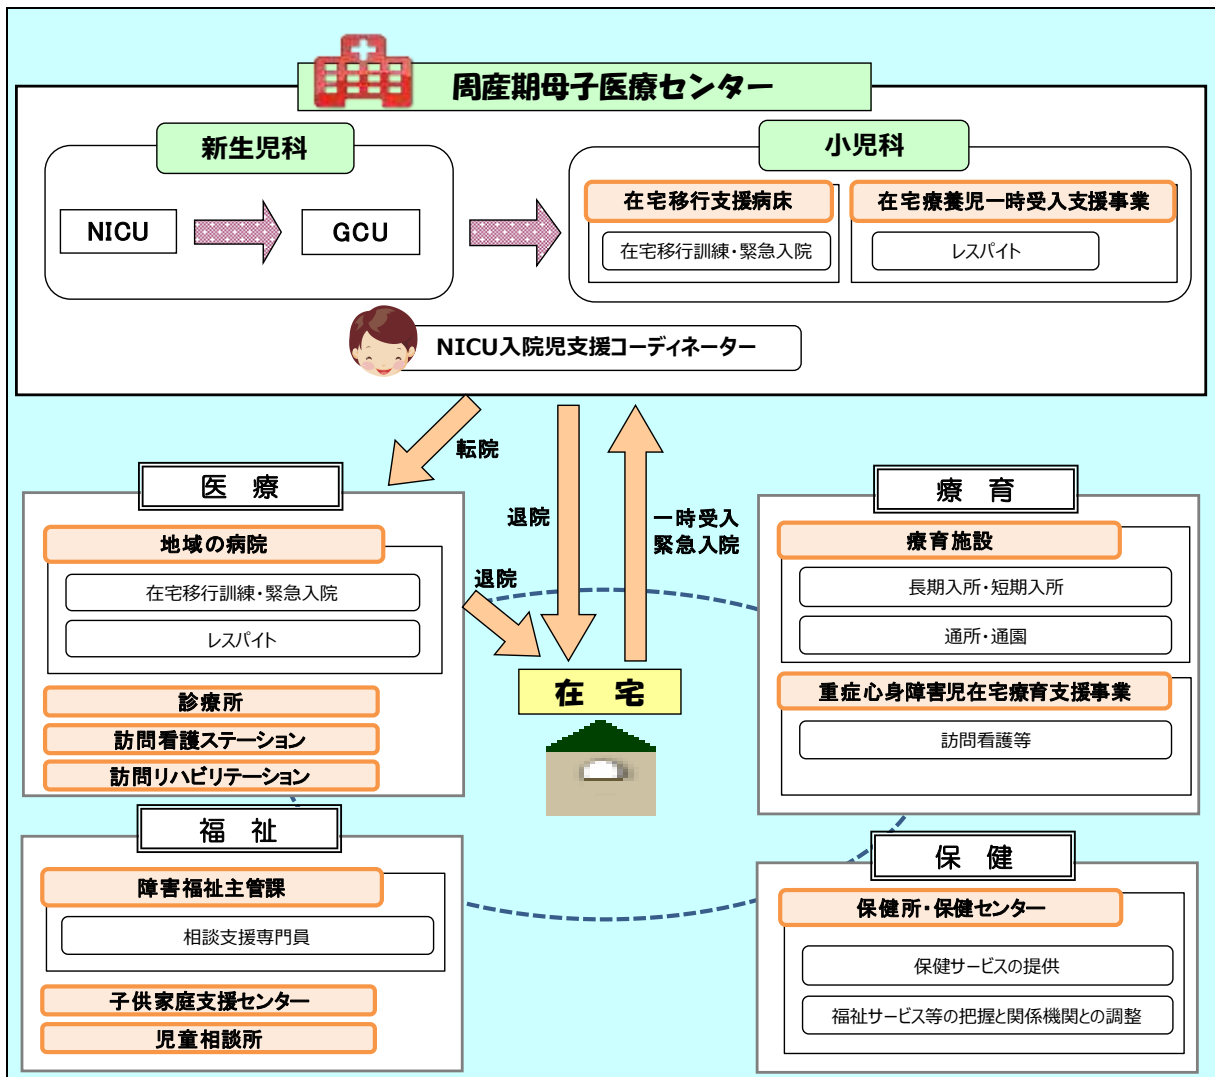 周産期母子医療センター
新生児科
NICU
GCU
小児科
在宅移行支援病床
在宅移行訓練・緊急入院
在宅療養児一時受入支援事業
レスパイト
NICU入院児支援コーディネーター
転院
退院
一時受入
緊急入院
退院
医療
地域の病院
在宅移行訓練・緊急入院
レスパイト
診療所
訪問看護ステーション
訪問リハビリテーション
在宅
療育
療育施設
長期入所・短期入所
通所・通園
重症心身障害児在宅療育支援事業
訪問看護等
福祉
障害福祉主管課
相談支援専門員
子供家庭支援センター
児童相談所
保健
保健所・保健センター
保健サービスの提供
福祉サービス等の把握と関係機関との調整